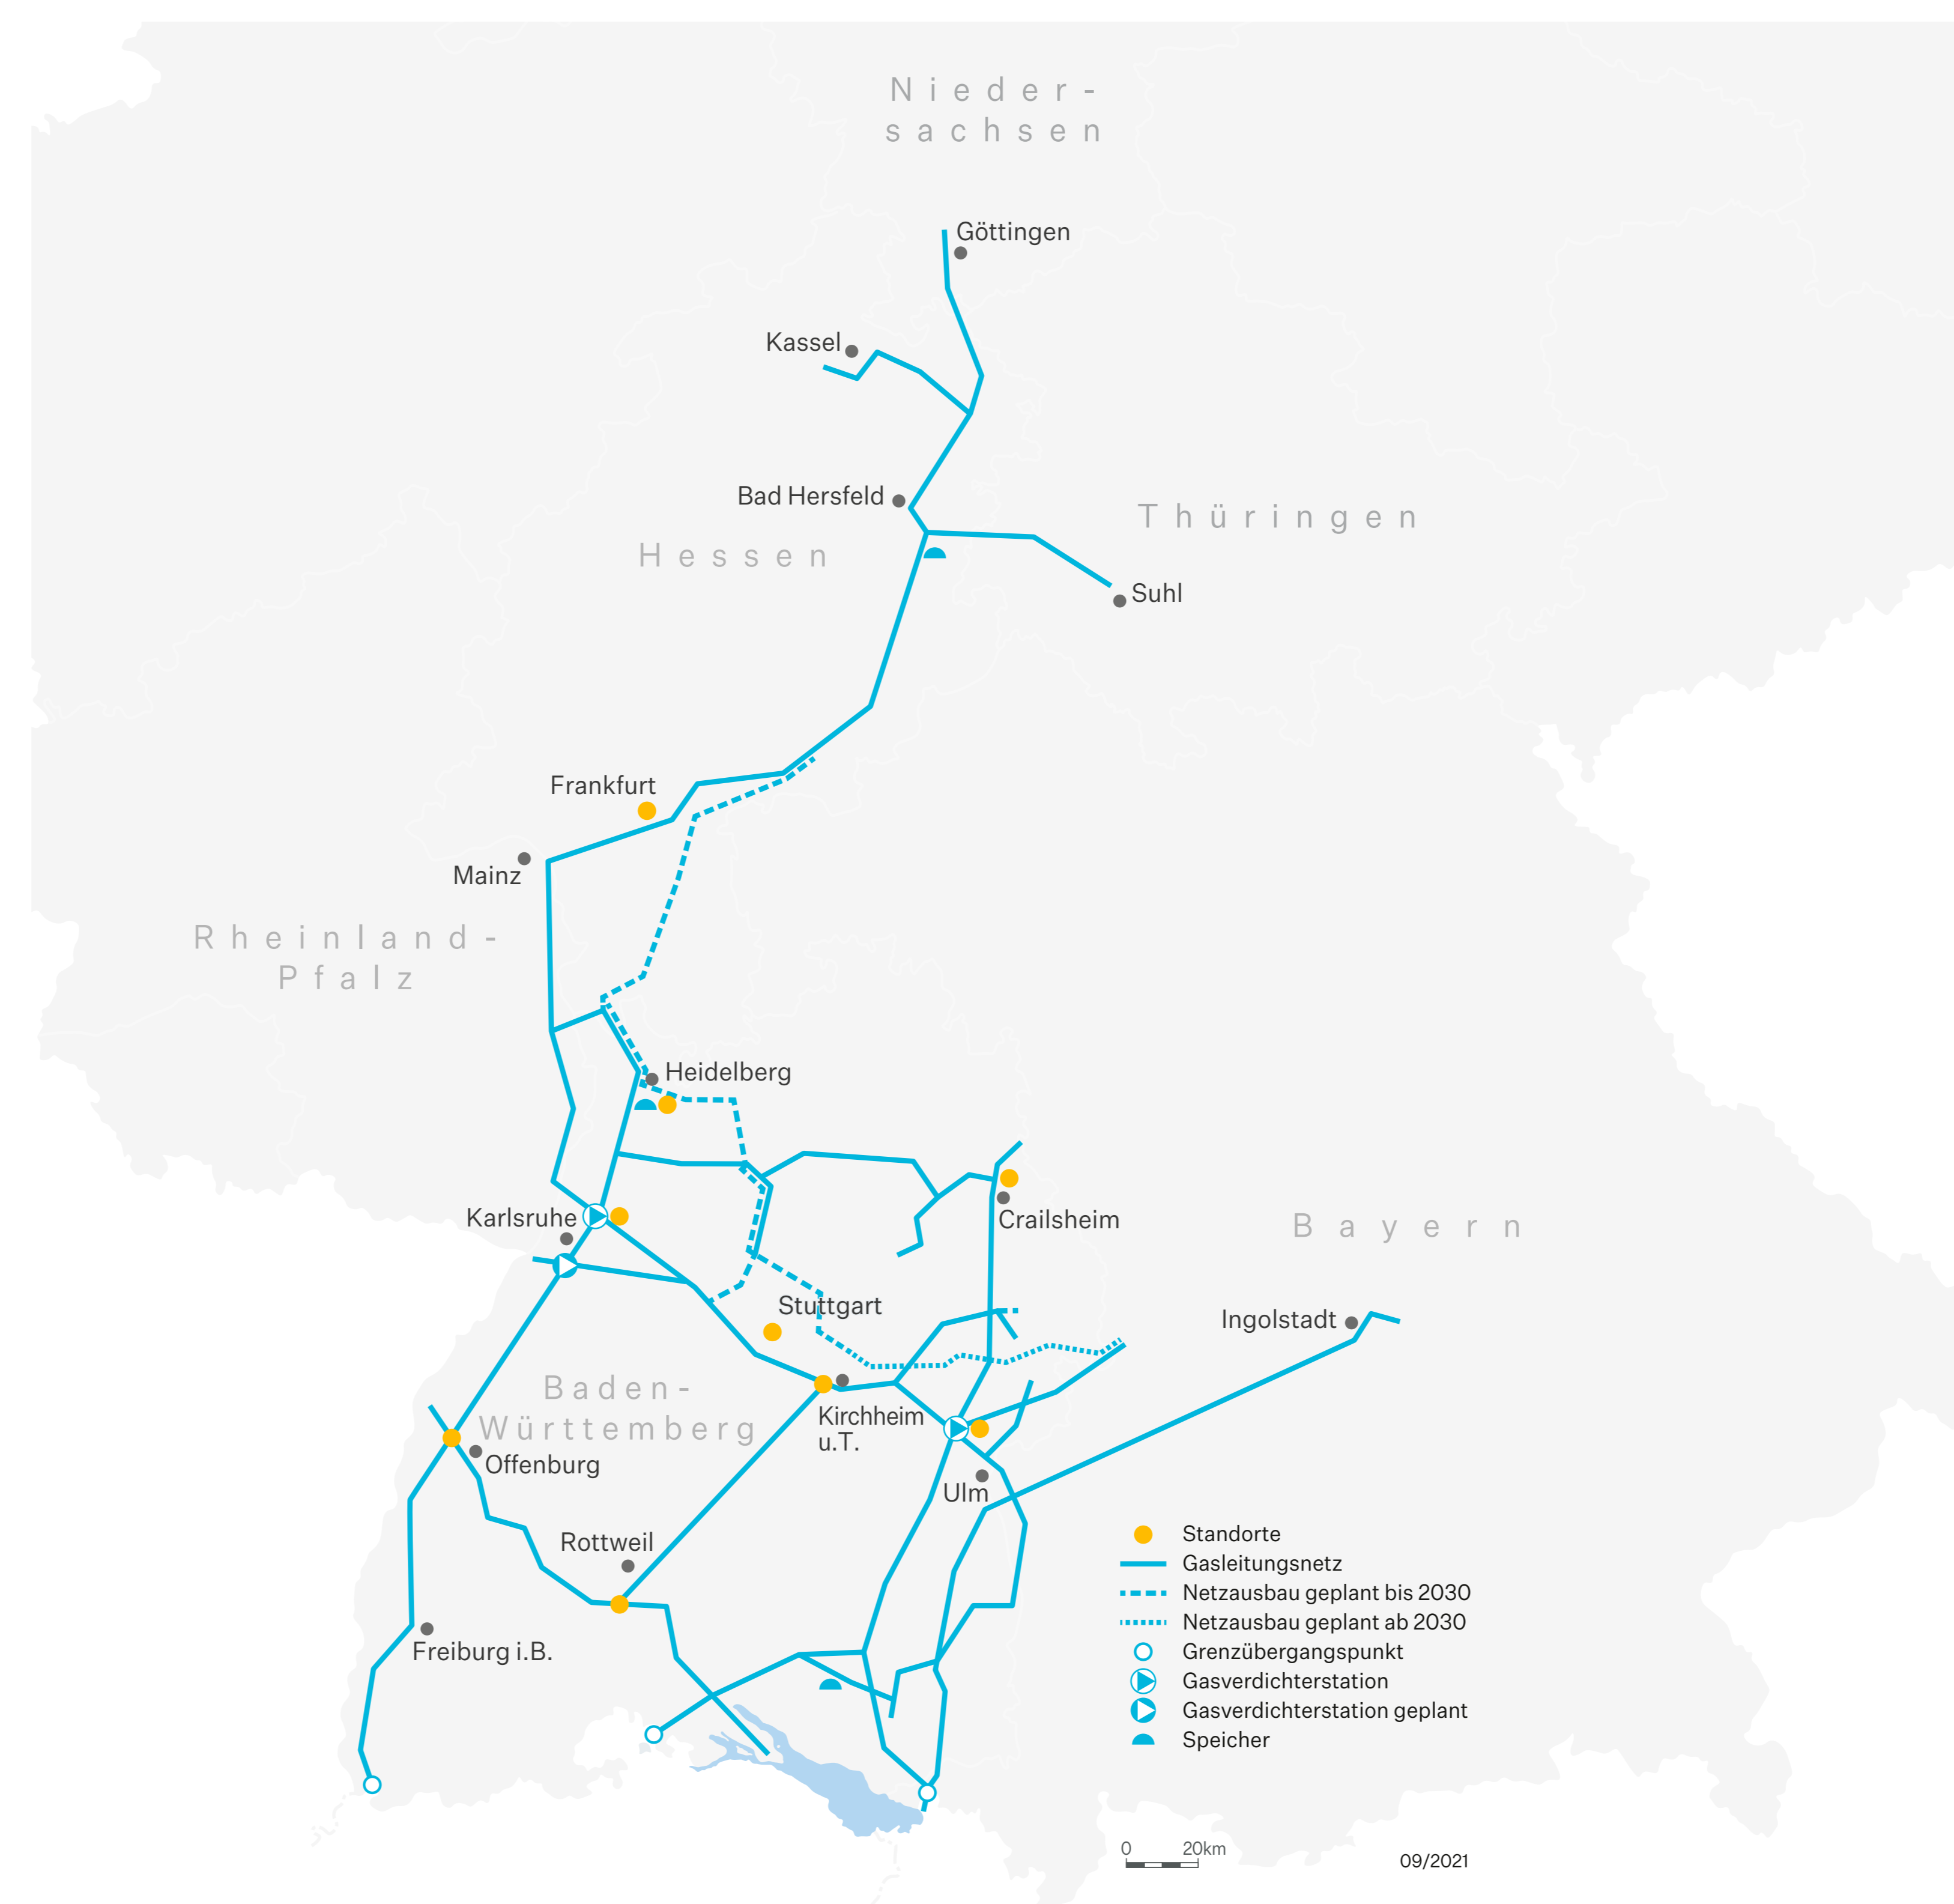 Nieder-
sachsen
Göttingen
Kassel
Bad Hersfeld
Thüringen
Hessen
Suhl
Frankfurt
Mainz
Rheinland-
Pfalz
Heidelberg
Karlsruhe
Crailsheim
Bayern
Stuttgart
Ingolstadt
Baden-
Württemberg
Kirchheim
u.T.
Offenburg
Ulm
Rottweil
Freiburg i.B.
Standorte
Gasleitungsnetz
Netzausbau geplant bis 2030
Netzausbau geplant ab 2030
Grenzübergangspunkt
Gasverdichterstation
Gasverdichterstation geplant
Speicher
0 20km
09/2021